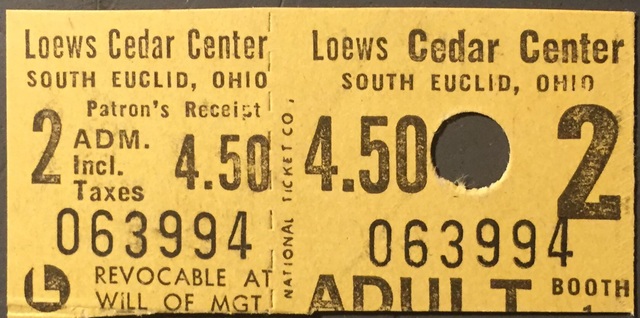 Loews Cedar Center
SOUTH EUCLID, OHIO
Patron's Receipt
2
ADM.
Incl.
Taxes
4.50
063994
REVOCABLE AT
WILL OF MGT
NATIONAL TICKET CO,
Loews Cedar Center
SOUTH EUCLID, OHIO
4.50
2
063994
ADULT
BOOTH
1